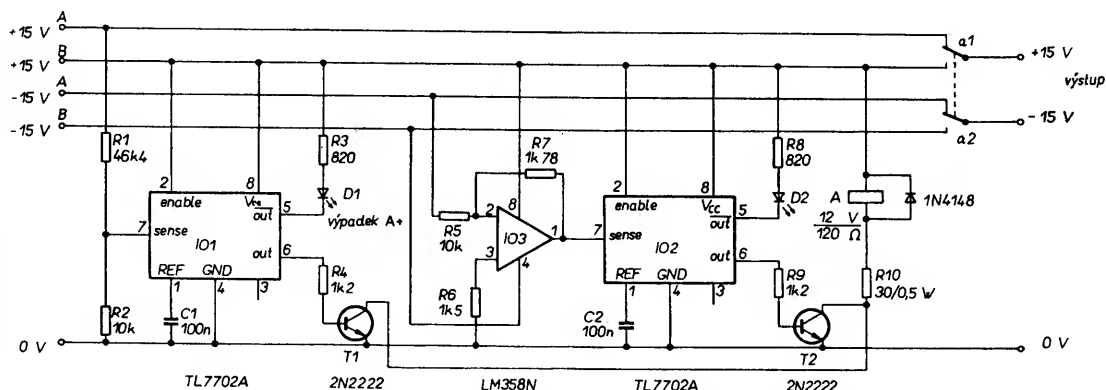 A
+15 V
B
+15 V
A
-15 V
B
-15 V
a1
+15 V
výstup
-15 V
a2
R1
46k4
R3
820
R7
1k 78
R8
820
2
8
enable
Vcc
out
5
D1
výpadek A+
7
sense
IO1
out
6
REF
GND
1
4
3
R4
1k2
R2
10k
C1
100n
T1
R5
10k
2
8
3
IO3
1
4
R6
1k5
2
8
enable
VCC
out
5
D2
7
sense
IO2
out
6
REF
GND
1
4
3
R9
1k2
C2
100n
T2
A
12 V
120 Ω
1N4148
R10
30/0,5 W
0 V
0 V
TL7702A
2N2222
LM358N
TL7702A
2N2222